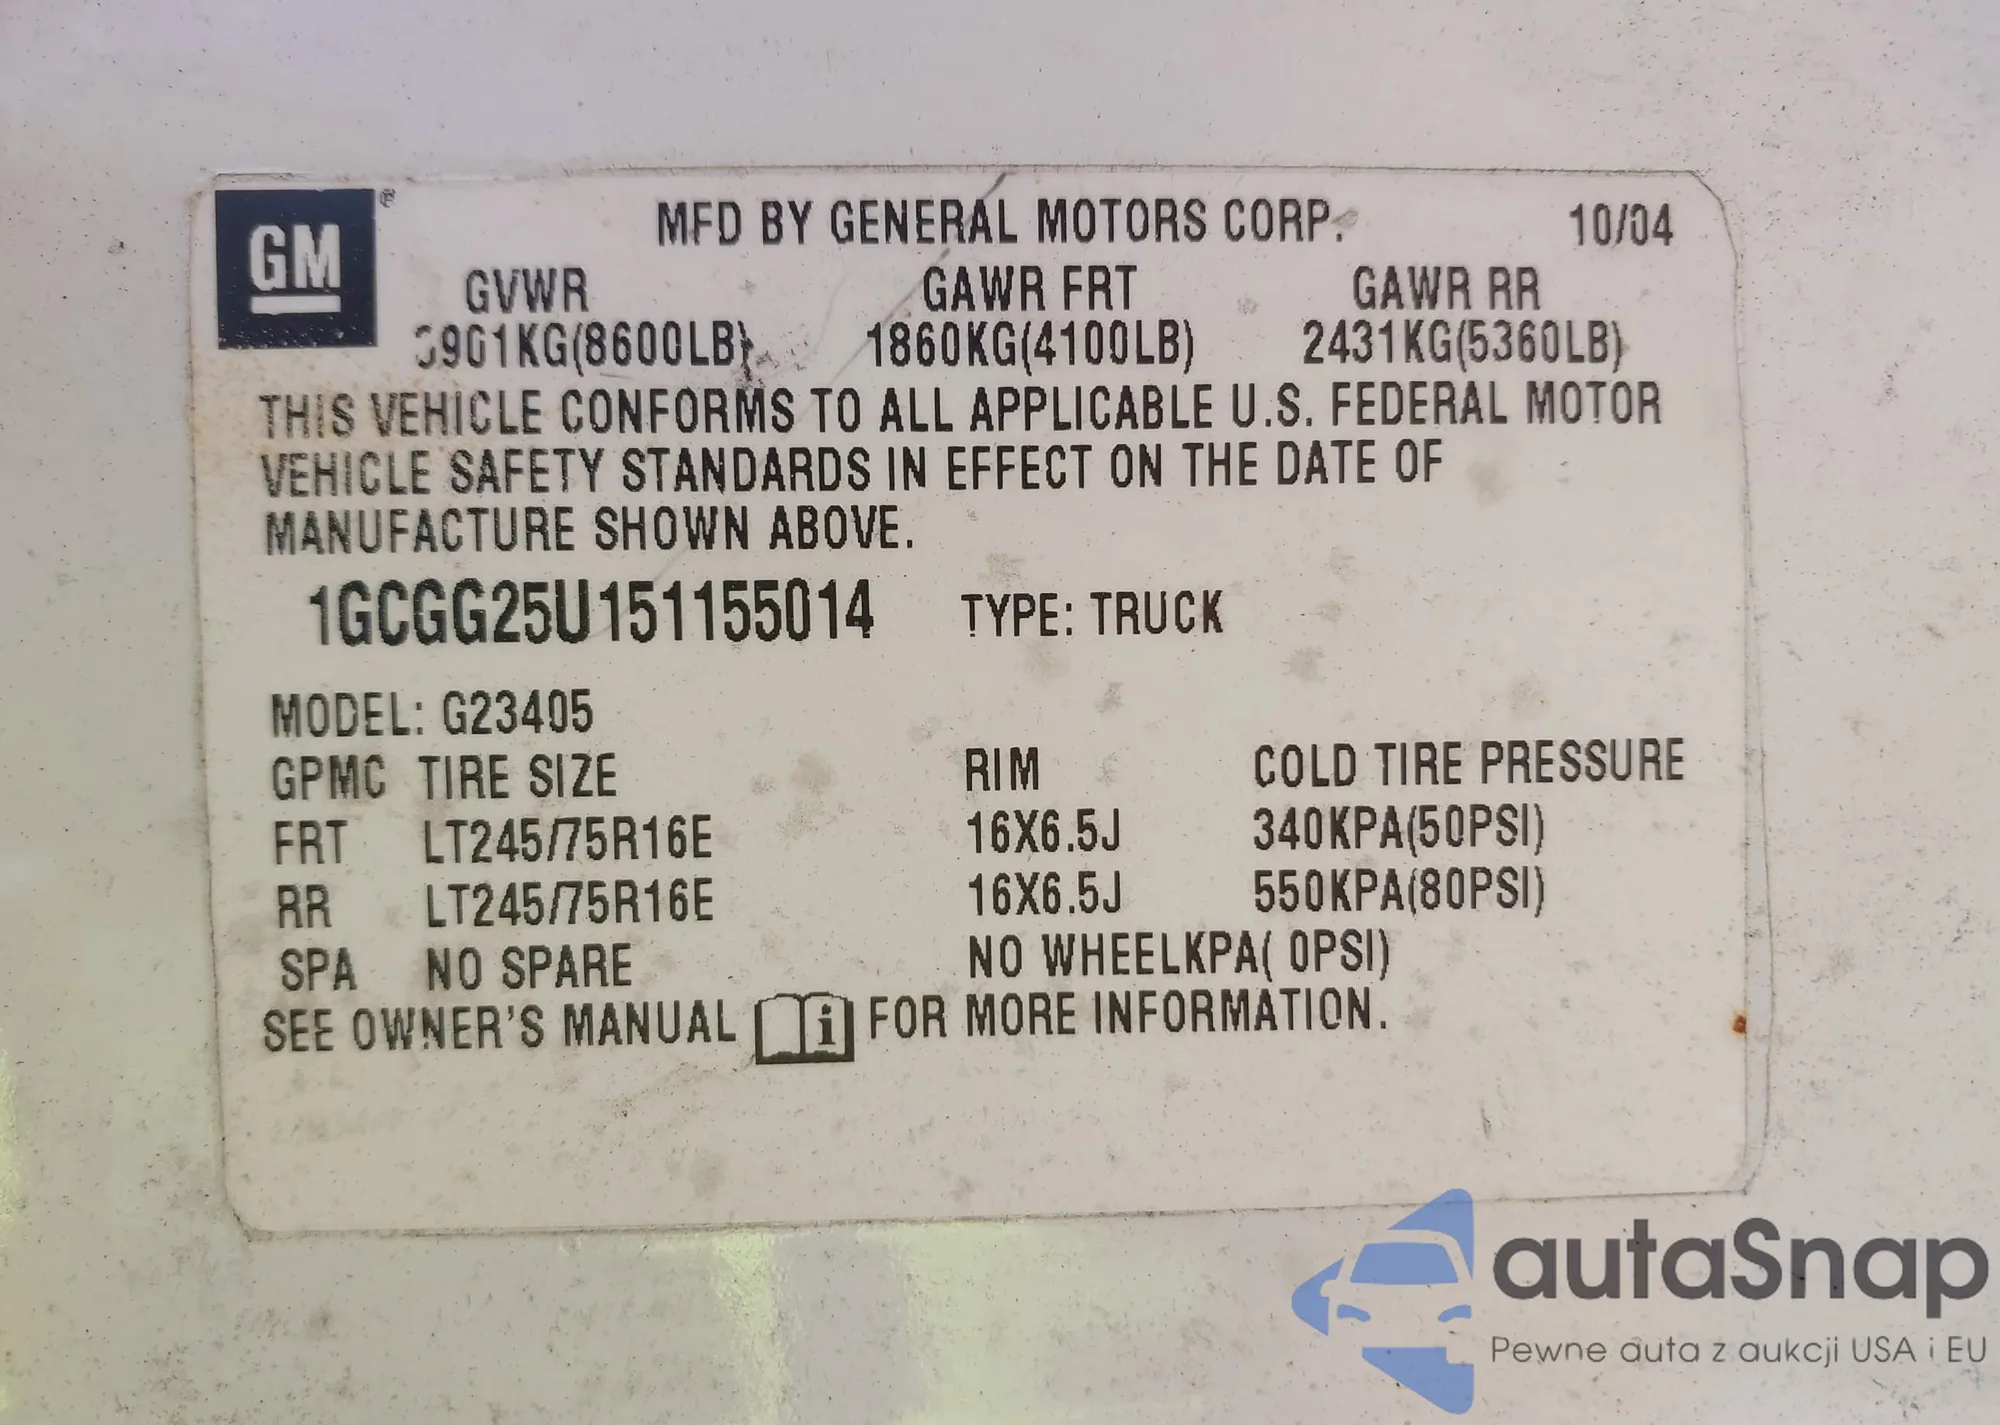 GM ®
MFD BY GENERAL MOTORS CORP. 10/04
GVWR GAWR FRT GAWR RR
3901KG(8600LB) 1860KG(4100LB) 2431KG(5360LB)
THIS VEHICLE CONFORMS TO ALL APPLICABLE U.S. FEDERAL MOTOR
VEHICLE SAFETY STANDARDS IN EFFECT ON THE DATE OF
MANUFACTURE SHOWN ABOVE.
1GCGG25U151155014 TYPE: TRUCK
MODEL: G23405
GPMC TIRE SIZE RIM COLD TIRE PRESSURE
FRT LT245/75R16E 16X6.5J 340KPA(50PSI)
RR LT245/75R16E 16X6.5J 550KPA(80PSI)
SPA NO SPARE NO WHEELKPA( 0PSI)
SEE OWNER'S MANUAL i FOR MORE INFORMATION.
autaSnap
Pewne auta z aukcji USA i EU